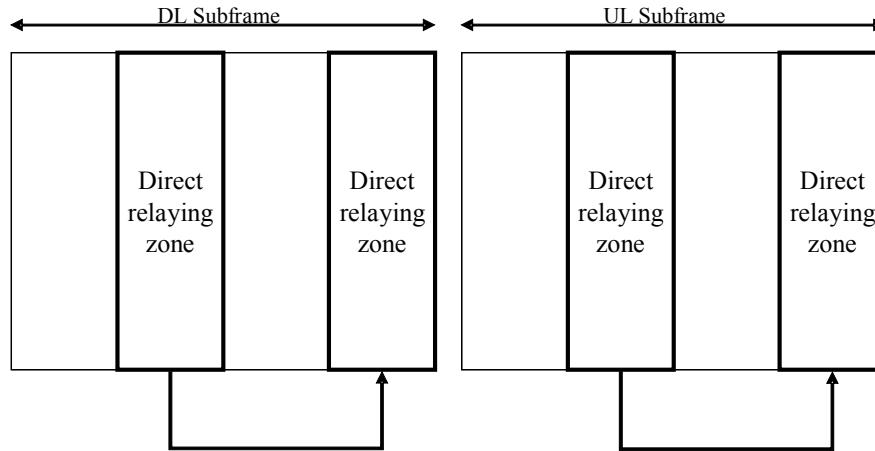 DL Subframe
UL Subframe
Direct
relaying
zone
Direct
relaying
zone
Direct
relaying
zone
Direct
relaying
zone